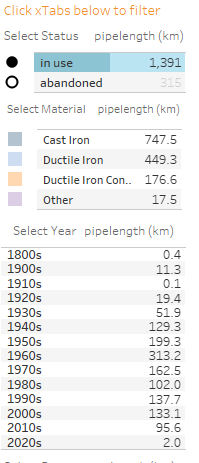 Click xTabs below to filter
Select Status pipelength (km)
in use 1,391
abandoned 315
Select Material pipelength (km)
Cast Iron 747.5
Ductile Iron 449.3
Ductile Iron Con.. 176.6
Other 17.5
Select Year pipelength (km)
1800s 0.4
1900s 11.3
1910s 0.1
1920s 19.4
1930s 51.9
1940s 129.3
1950s 199.3
1960s 313.2
1970s 162.5
1980s 102.0
1990s 137.7
2000s 133.1
2010s 95.6
2020s 2.0